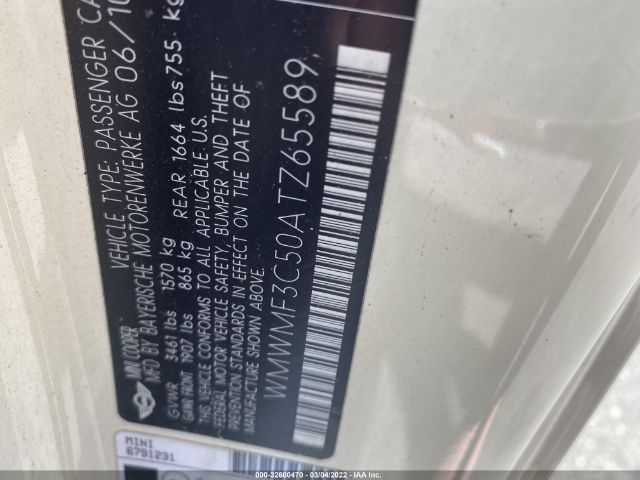 MINI COOPER VEHICLE TYPE: PASSENGER CA
MFD BY BAYERISCHE MOTORENWERKE AG 06/10
GVWR 3461 lbs 1570 kg REAR 1664 lbs 755 kg
GAWR FRONT 1907 lbs 865 kg
THIS VEHICLE CONFORMS TO ALL APPLICABLE U.S.
FEDERAL MOTOR VEHICLE SAFETY, BUMPER AND THEFT
PREVENTION STANDARDS IN EFFECT ON THE DATE OF
MANUFACTURE SHOWN ABOVE.
WMWMF3C50ATZ65589
MINI
6791231
000-32600470 - 03/04/2022 - IAA Inc.